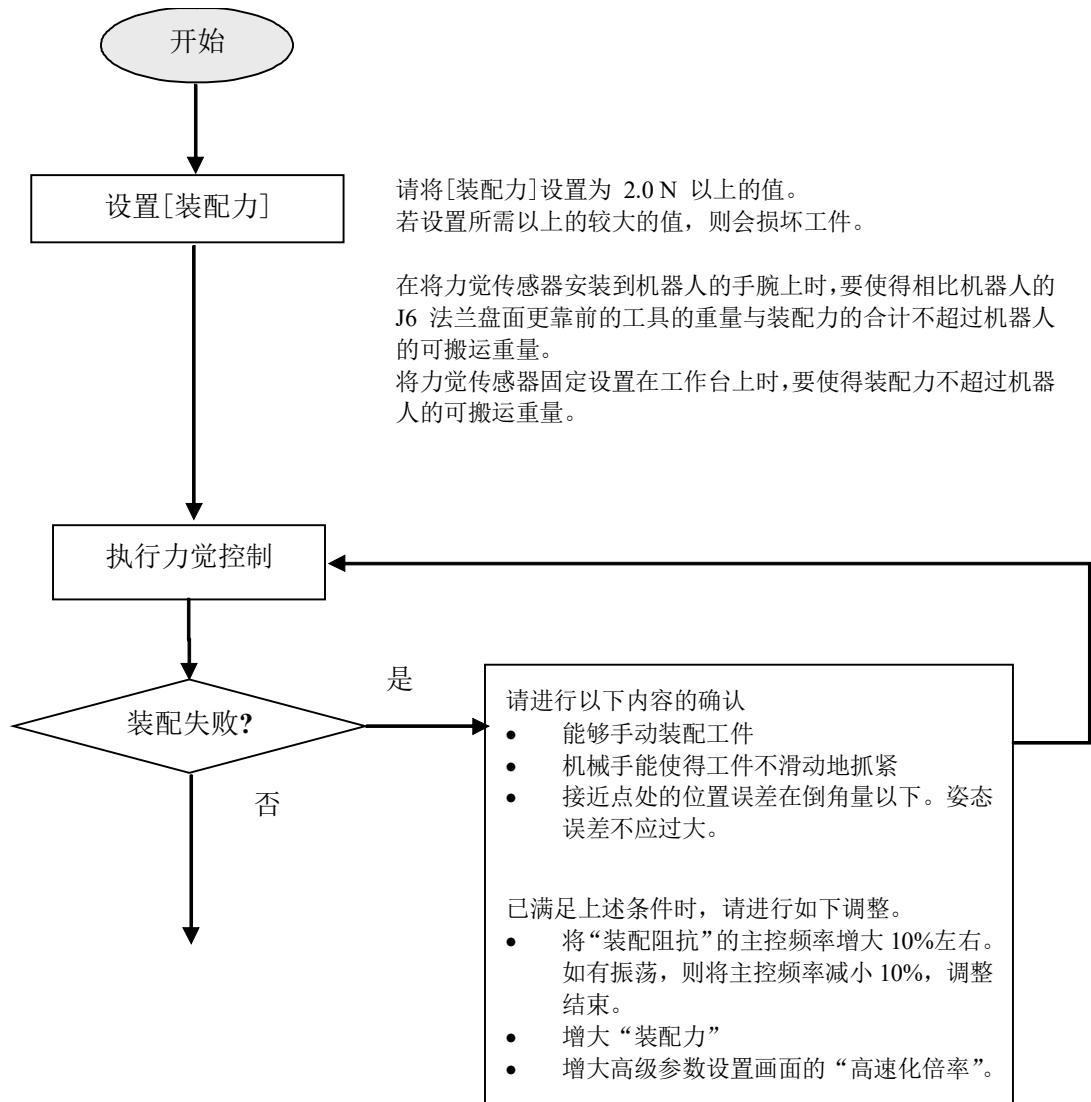 开始
设置[装配力]
请将[装配力]设置为 2.0 N 以上的值。
若设置所需以上的较大的值，则会损坏工件。
在将力觉传感器安装到机器人的手腕上时，要使得相比机器人的
J6 法兰盘面更靠前的工具的重量与装配力的合计不超过机器人
的可搬运重量。
将力觉传感器固定设置在工作台上时，要使得装配力不超过机器
人的可搬运重量。
执行力觉控制
装配失败?
是
否
请进行以下内容的确认
• 能够手动装配工件
• 机械手能使得工件不滑动地抓紧
• 接近点处的位置误差在倒角量以下。姿态
误差不应过大。
已满足上述条件时，请进行如下调整。
• 将“装配阻抗”的主控频率增大 10%左右。
如有振荡，则将主控频率减小 10%，调整
结束。
• 增大“装配力”
• 增大高级参数设置画面的“高速化倍率”。